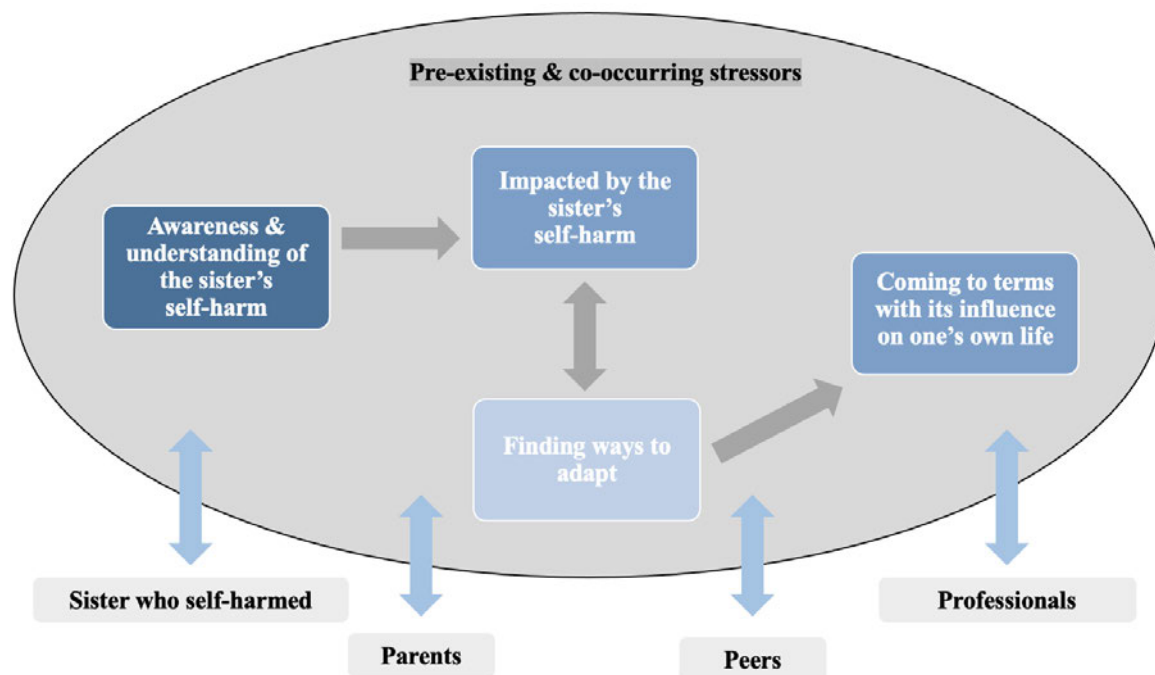 Pre-existing & co-occurring stressors
Impacted by the
sister’s
self-harm
Awareness &
understanding of
the sister’s
self-harm
Coming to terms
with its influence
on one’s own life
Finding ways to
adapt
Sister who self-harmed
Professionals
Parents
Peers